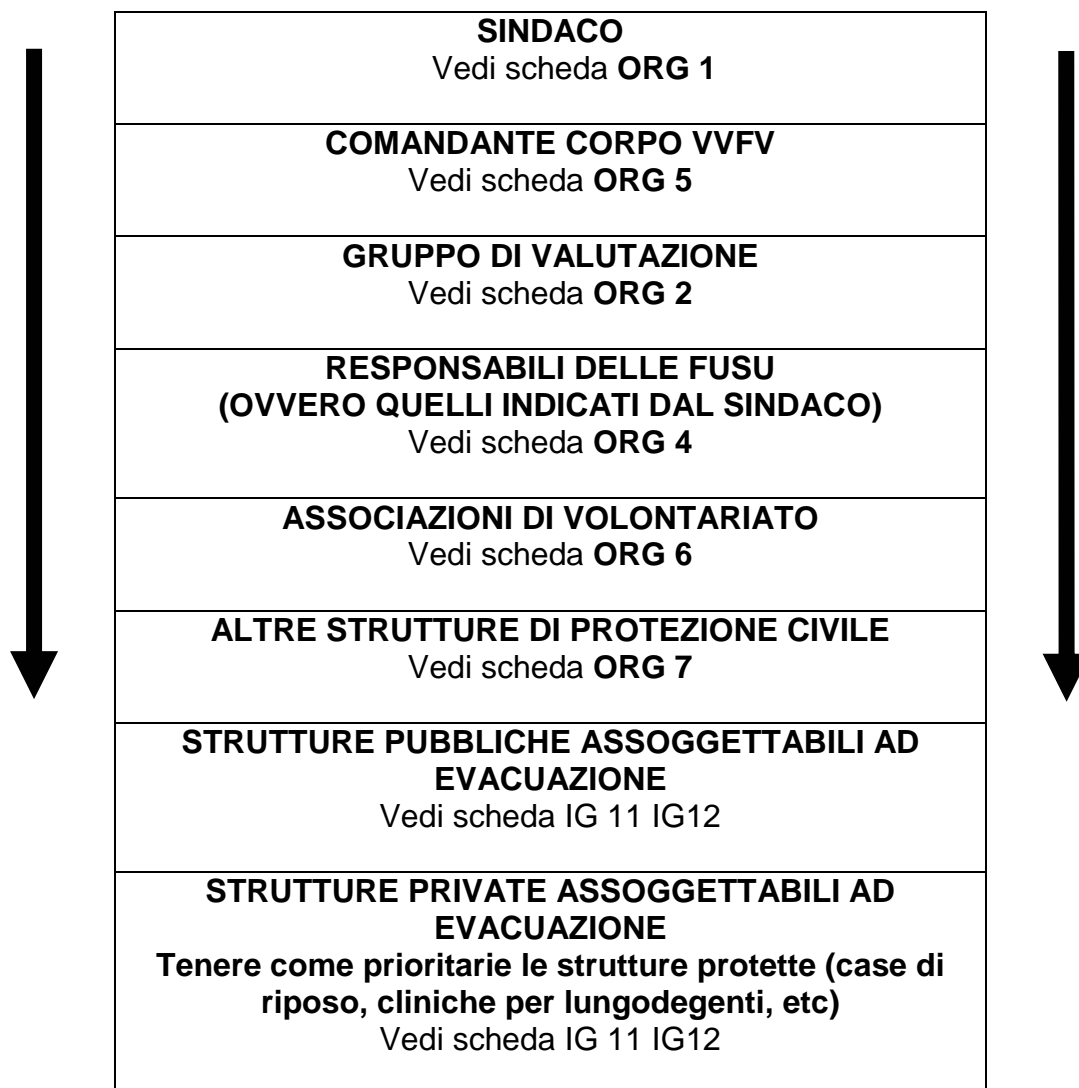 SINDACO
Vedi scheda ORG 1
COMANDANTE CORPO VVFV
Vedi scheda ORG 5
GRUPPO DI VALUTAZIONE
Vedi scheda ORG 2
RESPONSABILI DELLE FUSU
(OVVERO QUELLI INDICATI DAL SINDACO)
Vedi scheda ORG 4
ASSOCIAZIONI DI VOLONTARIATO
Vedi scheda ORG 6
ALTRE STRUTTURE DI PROTEZIONE CIVILE
Vedi scheda ORG 7
STRUTTURE PUBBLICHE ASSOGGETTABILI AD
EVACUAZIONE
Vedi scheda IG 11 IG12
STRUTTURE PRIVATE ASSOGGETTABILI AD
EVACUAZIONE
Tenere come prioritarie le strutture protette (case di
riposo, cliniche per lungodegenti, etc)
Vedi scheda IG 11 IG12